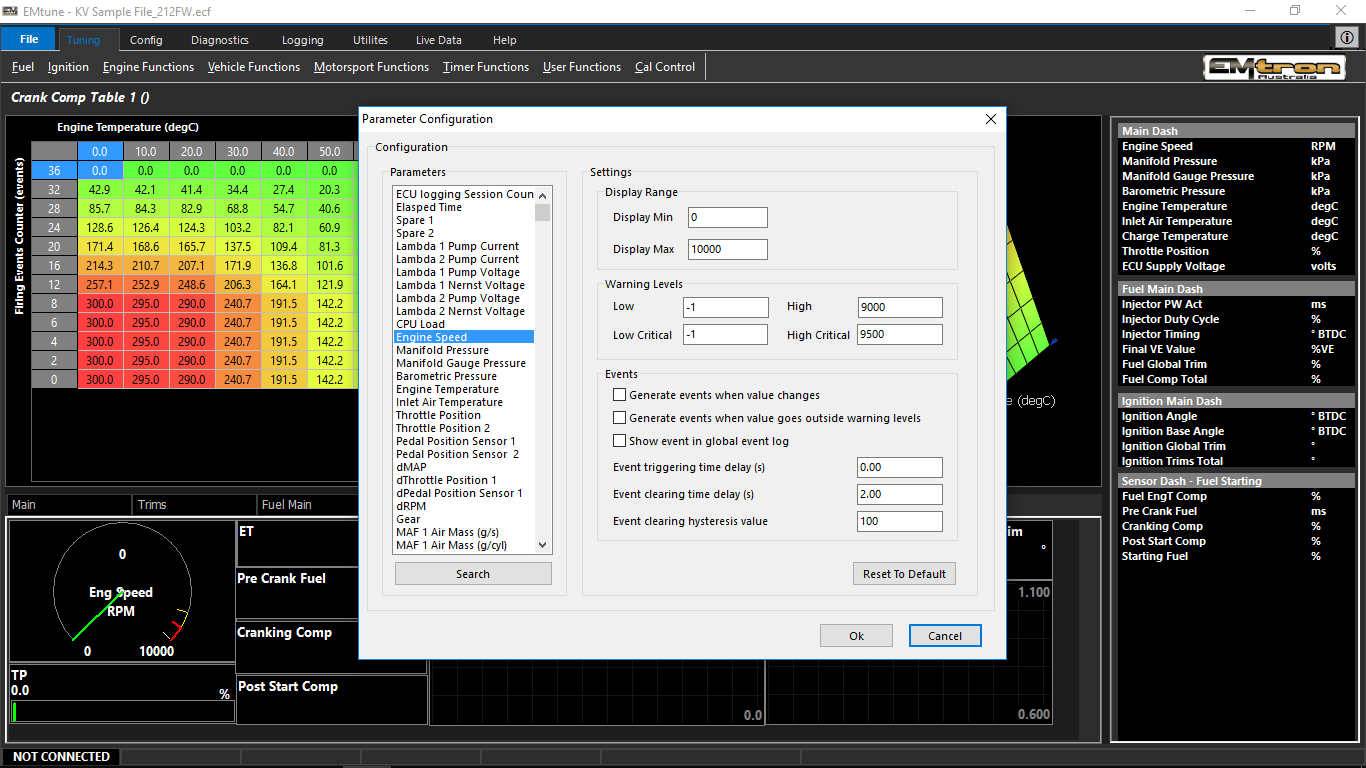 EMtune - KV Sample File_212FW.ecf
File Tuning Config Diagnostics Logging Utilites Live Data Help
Fuel Ignition Engine Functions Vehicle Functions Motorsport Functions Timer Functions User Functions Cal Control
EMtron
Australia
Crank Comp Table 1 ()
Engine Temperature (degC)
Firing Events Counter (events)
0.0 10.0 20.0 30.0 40.0 50.0
36 0.0 0.0 0.0 0.0 0.0 0.0
32 42.9 42.1 41.4 34.4 27.4 20.3
28 85.7 84.3 82.9 68.8 54.7 40.6
24 128.6 126.4 124.3 103.2 82.1 60.9
20 171.4 168.6 165.7 137.5 109.4 81.3
16 214.3 210.7 207.1 171.9 136.8 101.6
12 257.1 252.9 248.6 206.3 164.1 121.9
8 300.0 295.0 290.0 240.7 191.5 142.2
6 300.0 295.0 290.0 240.7 191.5 142.2
4 300.0 295.0 290.0 240.7 191.5 142.2
2 300.0 295.0 290.0 240.7 191.5 142.2
0 300.0 295.0 290.0 240.7 191.5 142.2
Parameter Configuration
Configuration
Parameters
ECU logging Session Coun
Elasped Time
Spare 1
Spare 2
Lambda 1 Pump Current
Lambda 2 Pump Current
Lambda 1 Pump Voltage
Lambda 1 Nernst Voltage
Lambda 2 Pump Voltage
Lambda 2 Nernst Voltage
CPU Load
Engine Speed
Manifold Pressure
Manifold Gauge Pressure
Barometric Pressure
Engine Temperature
Inlet Air Temperature
Throttle Position
Throttle Position 2
Pedal Position Sensor 1
Pedal Position Sensor 2
dMAP
dThrottle Position 1
dPedal Position Sensor 1
dRPM
Gear
MAF 1 Air Mass (g/s)
MAF 1 Air Mass (g/cyl)
Search
Settings
Display Range
Display Min 0
Display Max 10000
Warning Levels
Low -1 High 9000
Low Critical -1 High Critical 9500
Events
Generate events when value changes
Generate events when value goes outside warning levels
Show event in global event log
Event triggering time delay (s) 0.00
Event clearing time delay (s) 2.00
Event clearing hysteresis value 100
Reset To Default
Ok Cancel
e (degC)
Main Dash
Engine Speed RPM
Manifold Pressure kPa
Manifold Gauge Pressure kPa
Barometric Pressure kPa
Engine Temperature degC
Inlet Air Temperature degC
Charge Temperature degC
Throttle Position %
ECU Supply Voltage volts
Fuel Main Dash
Injector PW Act ms
Injector Duty Cycle %
Injector Timing ° BTDC
Final VE Value %VE
Fuel Global Trim %
Fuel Comp Total %
Ignition Main Dash
Ignition Angle ° BTDC
Ignition Base Angle ° BTDC
Ignition Global Trim °
Ignition Trims Total °
Sensor Dash - Fuel Starting
Fuel EngT Comp %
Pre Crank Fuel ms
Cranking Comp %
Post Start Comp %
Starting Fuel %
Main Trims Fuel Main
0
Eng Speed
RPM
0 10000
TP
0.0 %
ET
Pre Crank Fuel
Cranking Comp
Post Start Comp
0.0
im
°
1.100
0.600
NOT CONNECTED